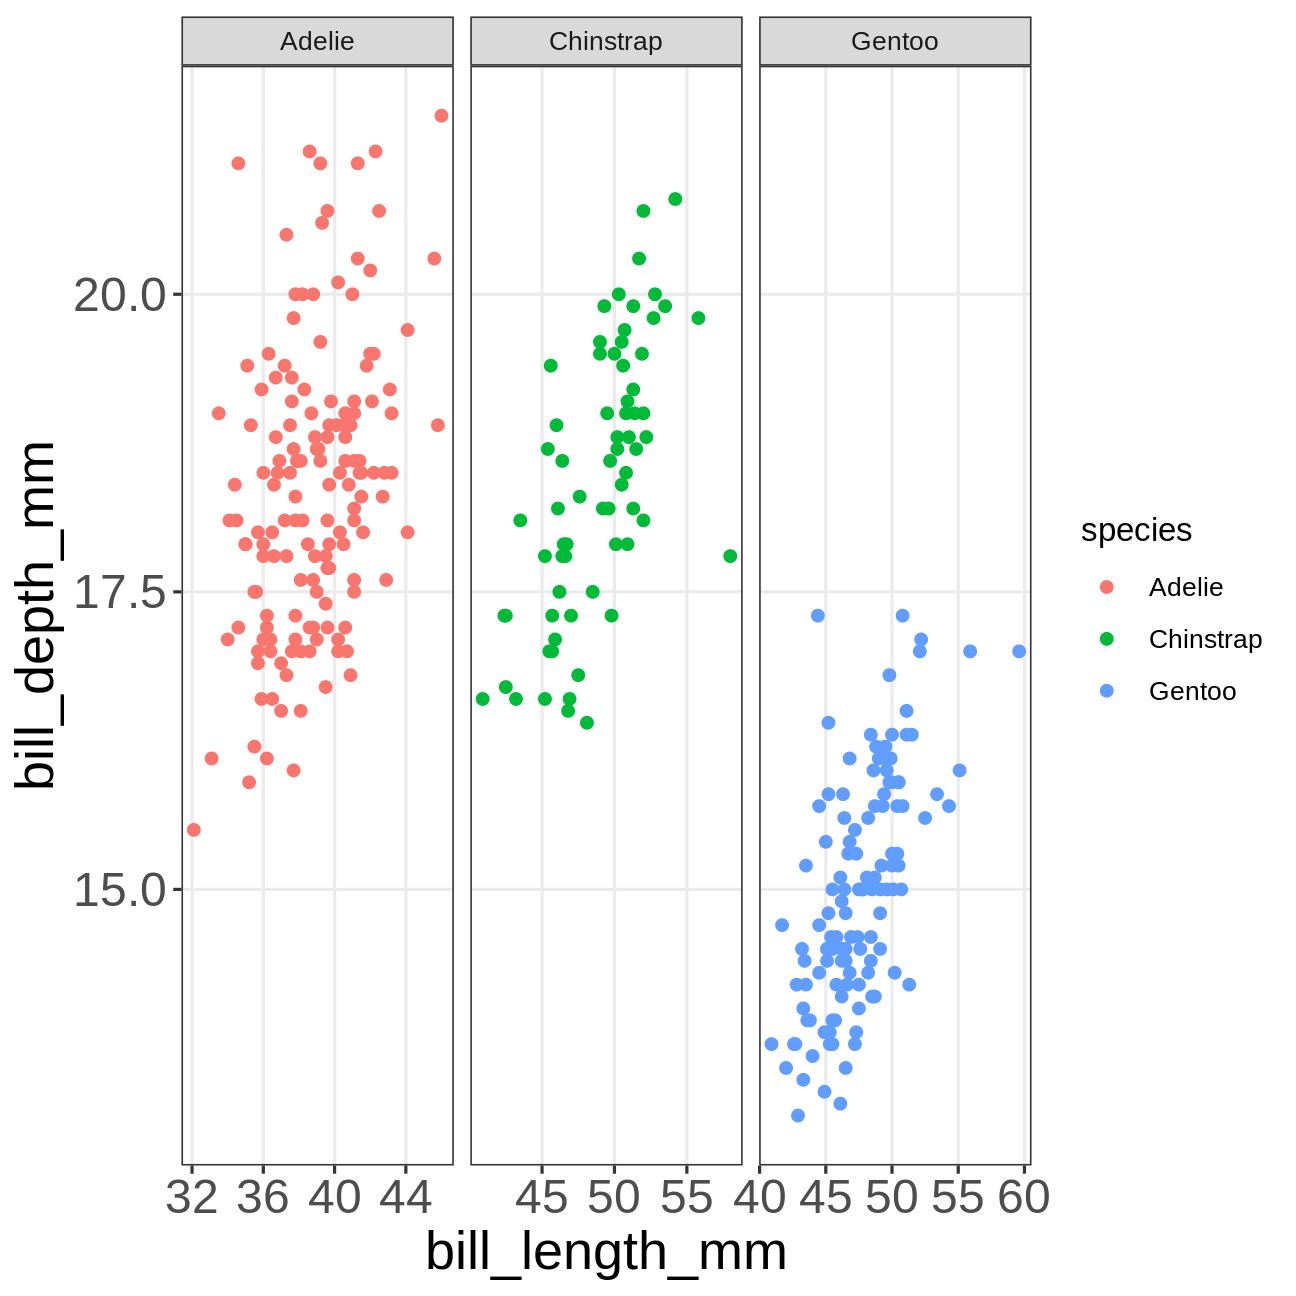 Adelie Chinstrap Gentoo
20.0
17.5
15.0
bill_depth_mm
32 36 40 44 45 50 55 40 45 50 55 60
bill_length_mm
species
Adelie
Chinstrap
Gentoo